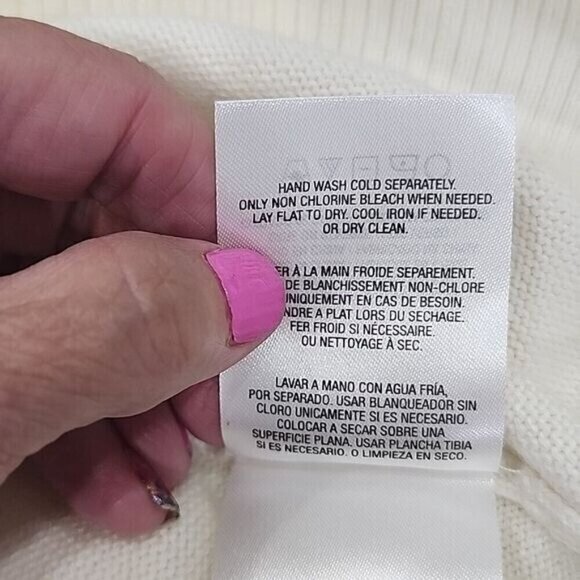 HAND WASH COLD SEPARATELY.
ONLY NON CHLORINE BLEACH WHEN NEEDED.
LAY FLAT TO DRY. COOL IRON IF NEEDED.
OR DRY CLEAN.
À LA MAIN FROIDE SEPAREMENT.
DE BLANCHISSEMENT NON-CHLORE
UNIQUEMENT EN CAS DE BESOIN.
A PLAT LORS DU SECHAGE.
FER FROID SI NÉCESSAIRE.
OU NETTOYAGE À SEC.
LAVAR A MANO CON AGUA FRÍA,
POR SEPARADO. USAR BLANQUEADOR SIN
CLORO UNICAMENTE SI ES NECESARIO.
COLOCAR A SECAR SOBRE UNA
SUPERFICIE PLANA. USAR PLANCHA TIBIA
SI ES NECESARIO. O LIMPIEZA EN SECO.